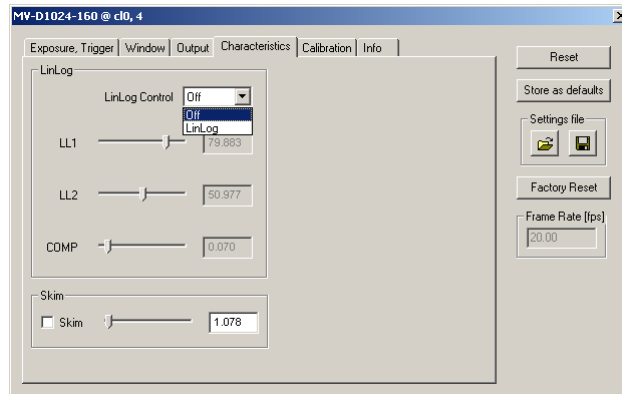 MV-D1024-160 @ cl0, 4
Exposure, Trigger Window Output Characteristics Calibration Info
LinLog
LinLog Control Off
Off
LinLog
LL1 79.883
LL2 50.977
COMP 0.070
Skim
Skim 1.078
Reset
Store as defaults
Settings file
Factory Reset
Frame Rate [fps]
20.00